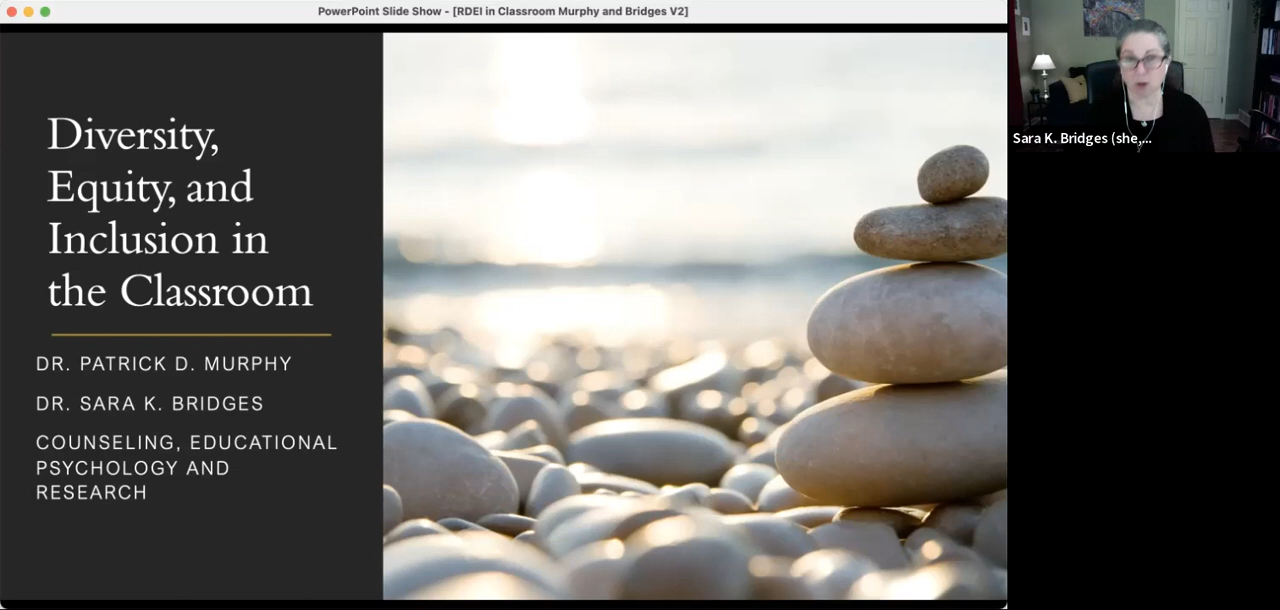 PowerPoint Slide Show - [RDEI in Classroom Murphy and Bridges V2]
Diversity,
Equity, and
Inclusion in
the Classroom
DR. PATRICK D. MURPHY
DR. SARA K. BRIDGES
COUNSELING, EDUCATIONAL
PSYCHOLOGY AND
RESEARCH
Sara K. Bridges (she,...